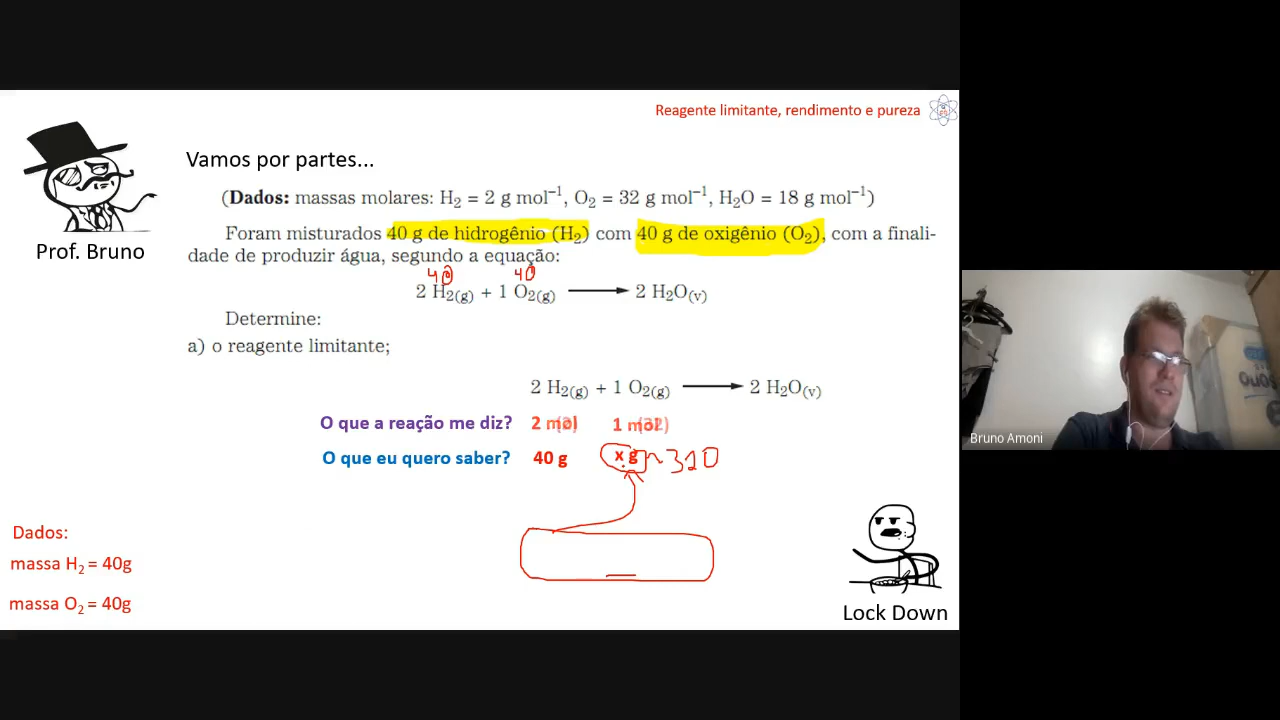 Reagente limitante, rendimento e pureza
Vamos por partes...
(Dados: massas molares: H₂ = 2 g mol⁻¹, O₂ = 32 g mol⁻¹, H₂O = 18 g mol⁻¹)
Foram misturados 40 g de hidrogênio (H₂) com 40 g de oxigênio (O₂), com a finali-
dade de produzir água, segundo a equação:
Prof. Bruno
40 40
2 H₂(g) + 1 O₂(g) → 2 H₂O(v)
Determine:
a) o reagente limitante;
2 H₂(g) + 1 O₂(g) → 2 H₂O(v)
O que a reação me diz? 2 mol 1 mol
O que eu quero saber? 40 g x g ~310
Bruno Amoni
Dados:
massa H₂ = 40g
massa O₂ = 40g
Lock Down